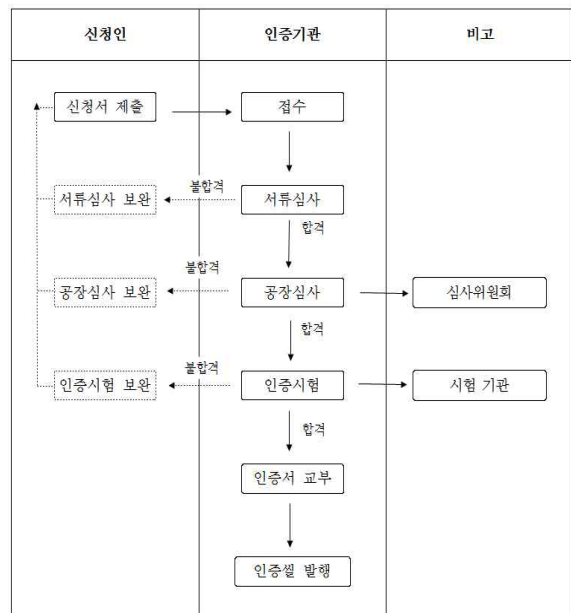 신청인 인증기관 비고
신청서 제출 접수
불합격
서류심사 보완 서류심사
합격
불합격
공장심사 보완 공장심사 심사위원회
합격
불합격
인증시험 보완 인증시험 시험 기관
합격
인증서 교부
인증씰 발행